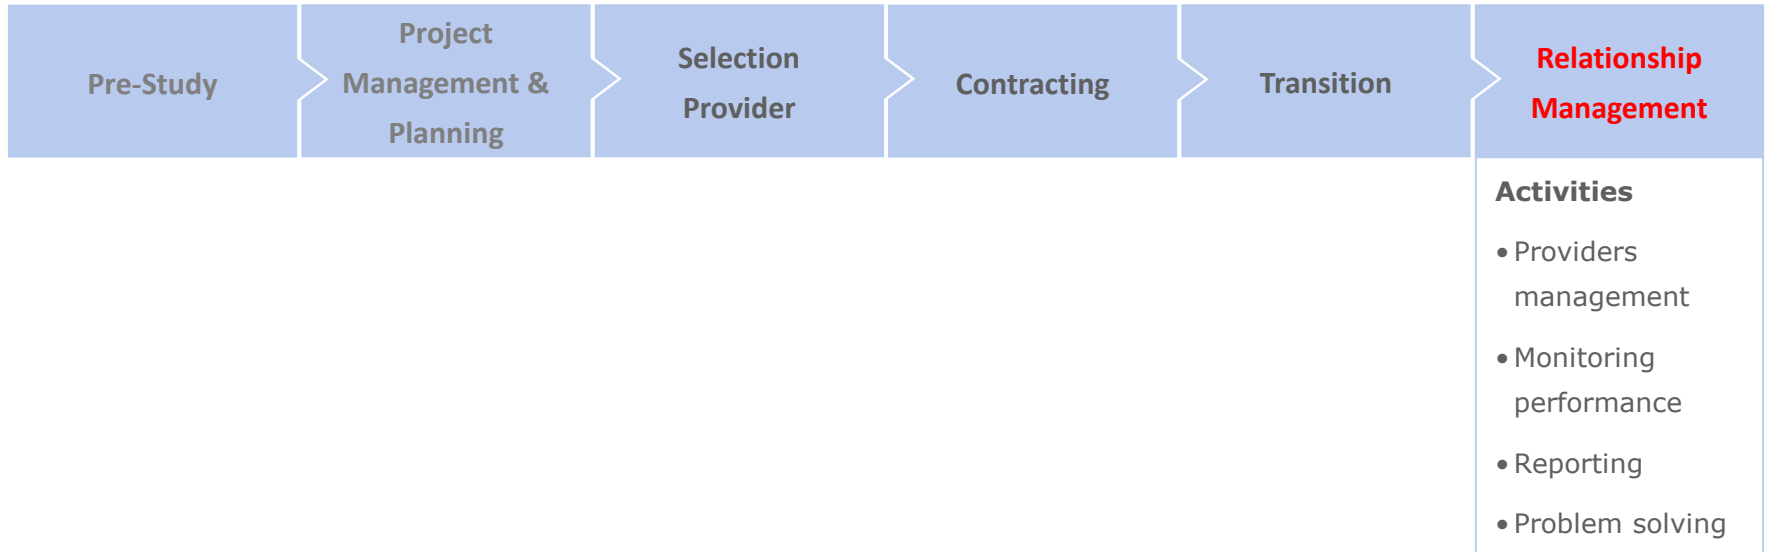 Pre-Study
Project
Management &
Planning
Selection
Provider
Contracting
Transition
Relationship
Management
Activities
• Providers
management
• Monitoring
performance
• Reporting
• Problem solving